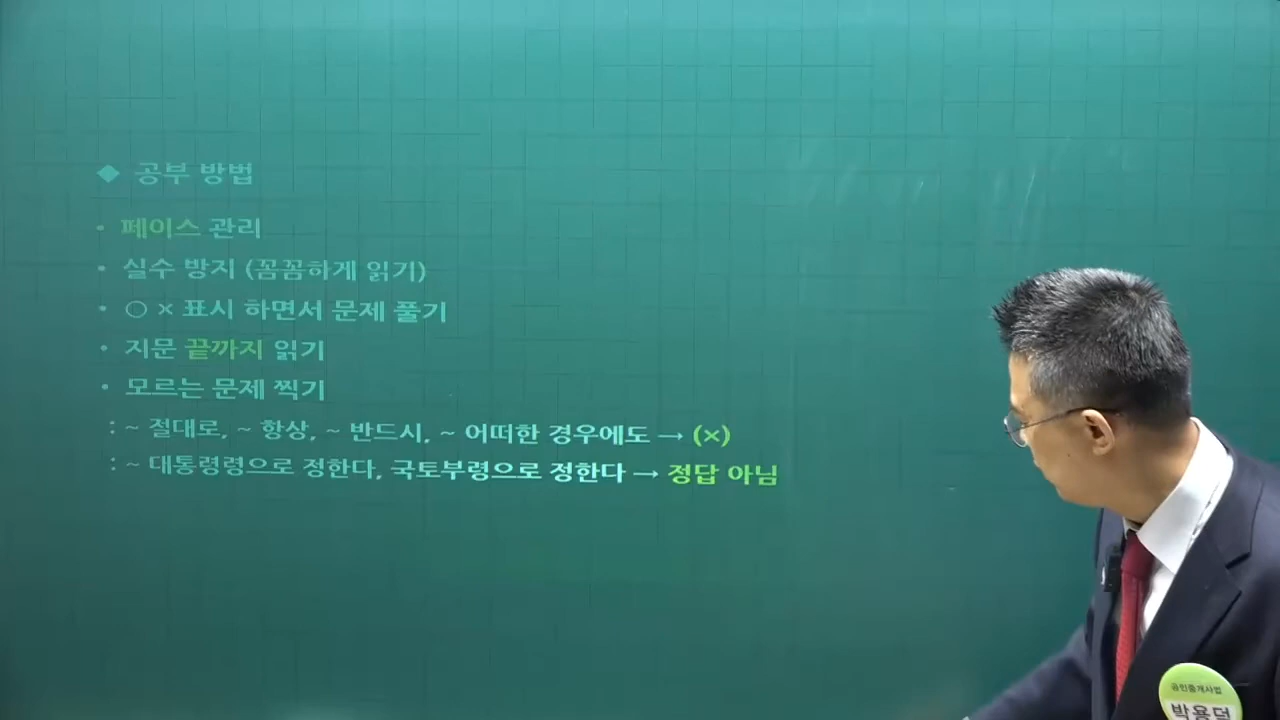 ◆ 공부 방법
• 페이스 관리
• 실수 방지 (꼼꼼하게 읽기)
• ○ × 표시 하면서 문제 풀기
• 지문 끝까지 읽기
• 모르는 문제 찍기
: ~ 절대로, ~ 항상, ~ 반드시, ~ 어떠한 경우에도 → (×)
: ~ 대통령령으로 정한다, 국토부령으로 정한다 → 정답 아님
공인중개사법
박용덕